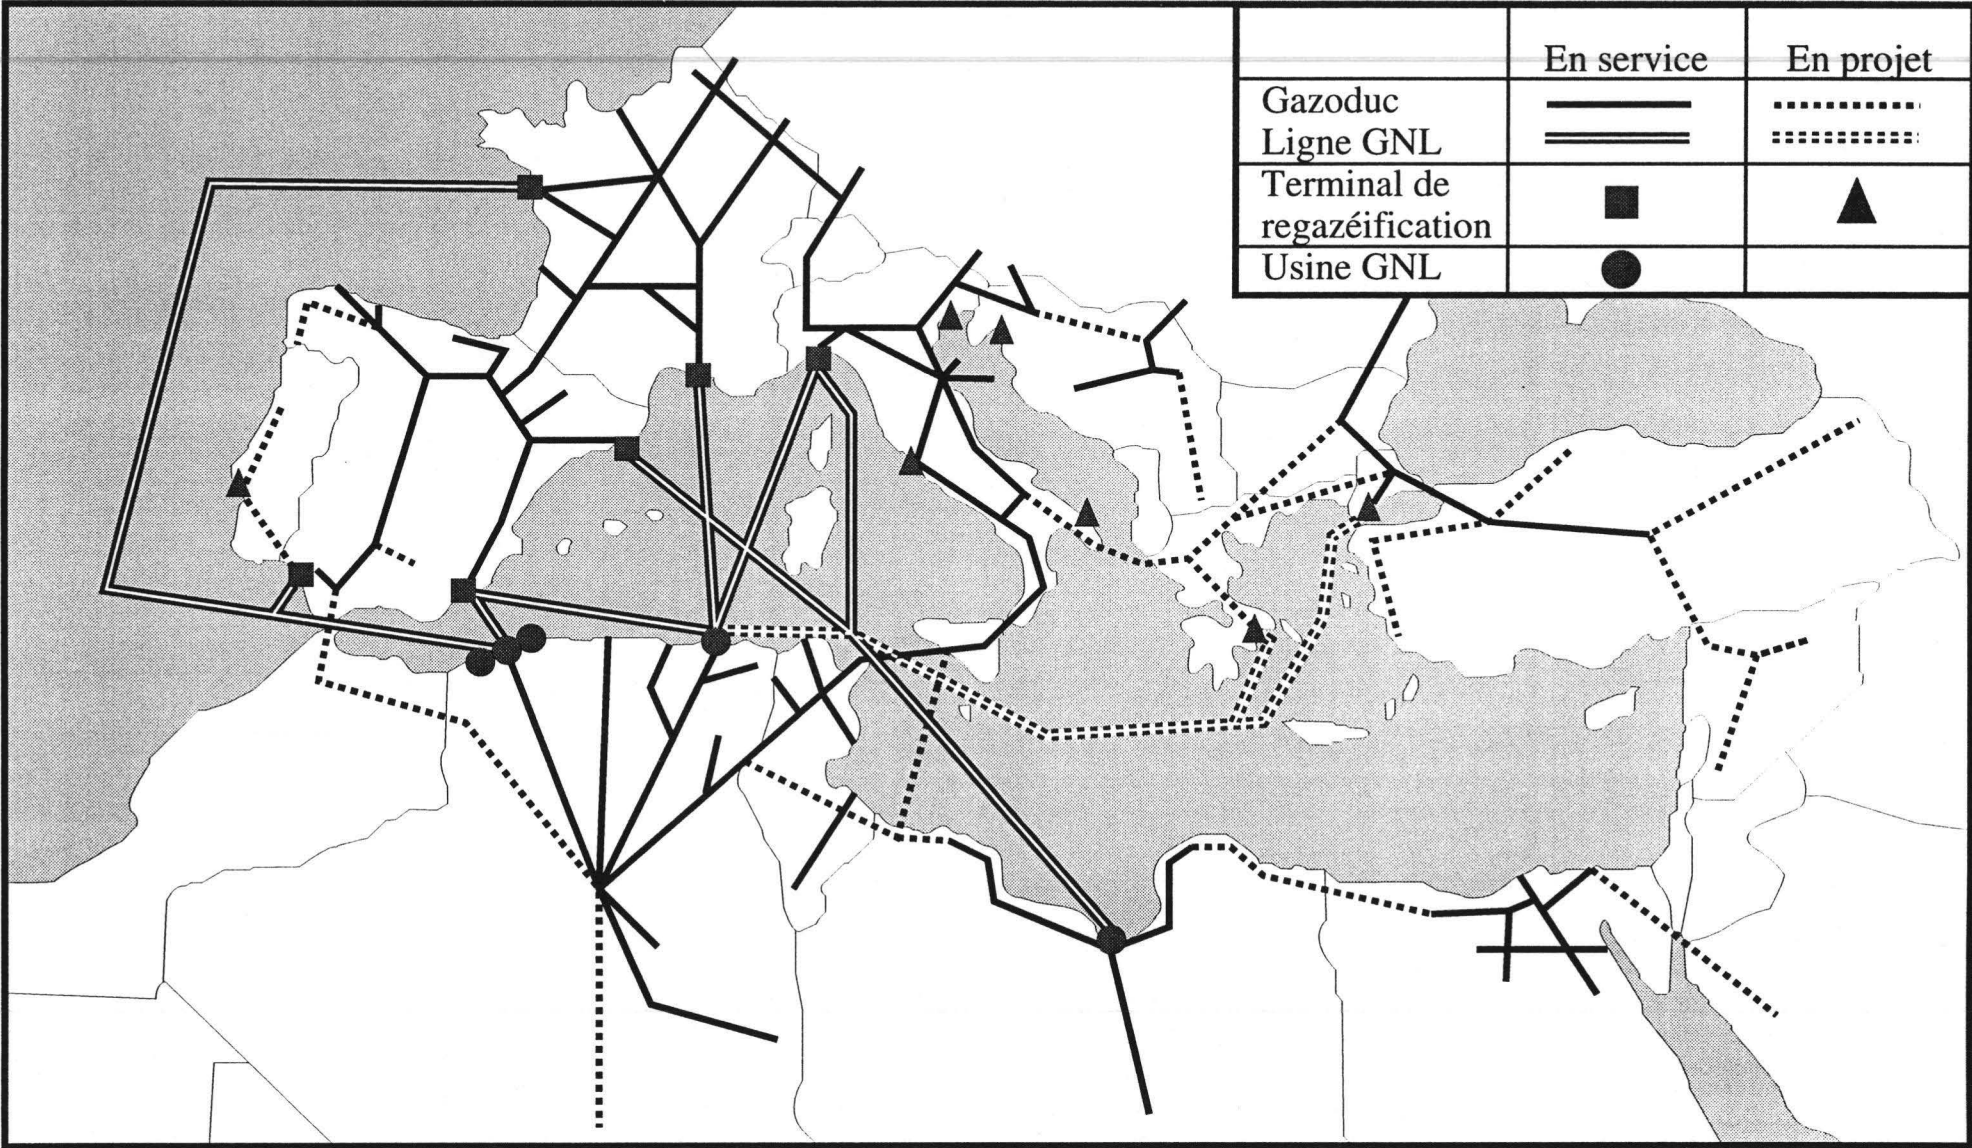 En service En projet
Gazoduc
Ligne GNL
Terminal de
regazéification
Usine GNL